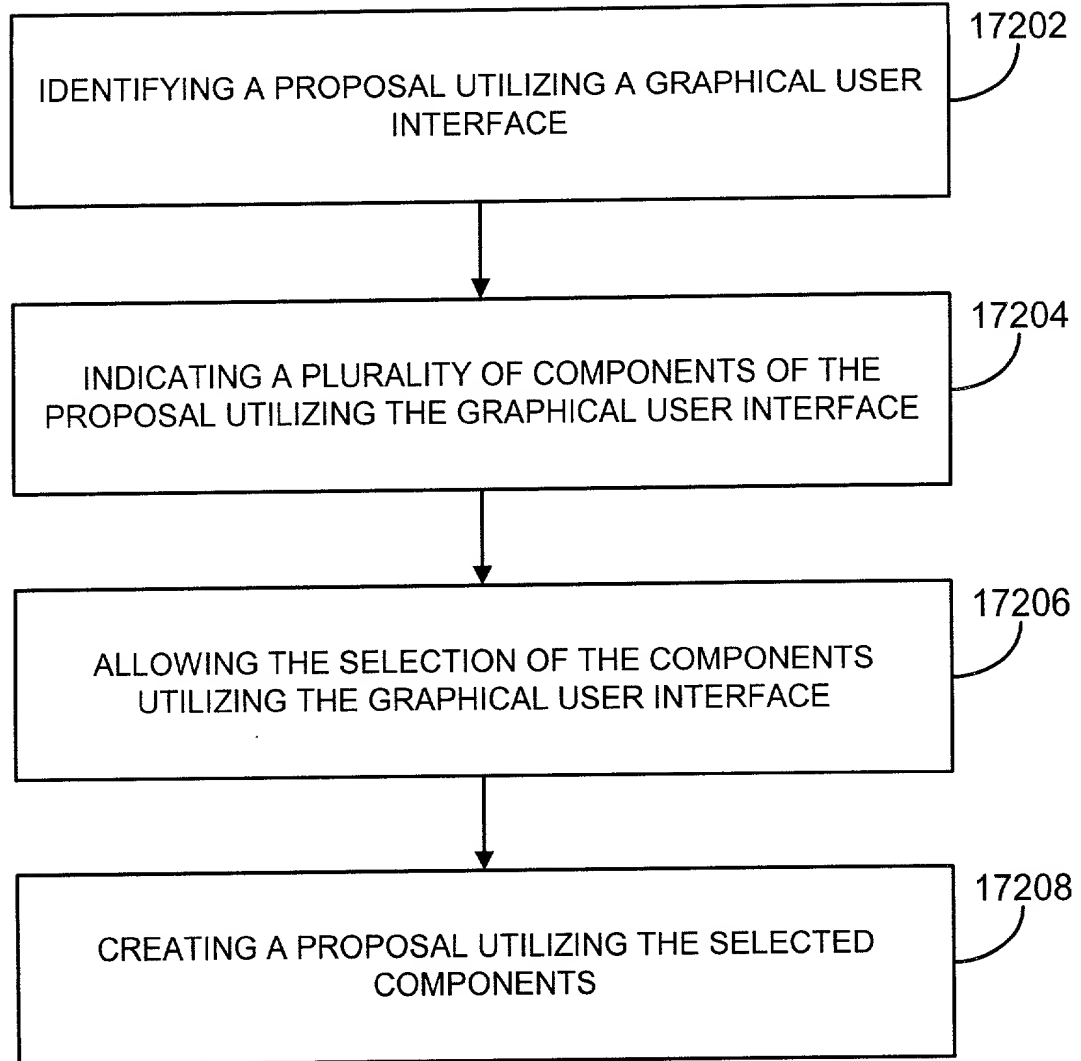 17202
IDENTIFYING A PROPOSAL UTILIZING A GRAPHICAL USER
INTERFACE
17204
INDICATING A PLURALITY OF COMPONENTS OF THE
PROPOSAL UTILIZING THE GRAPHICAL USER INTERFACE
17206
ALLOWING THE SELECTION OF THE COMPONENTS
UTILIZING THE GRAPHICAL USER INTERFACE
17208
CREATING A PROPOSAL UTILIZING THE SELECTED
COMPONENTS